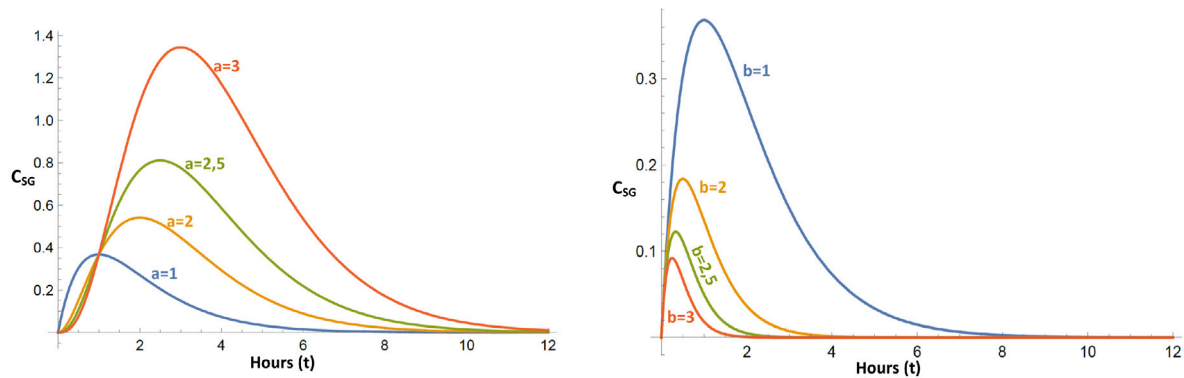 1.4
1.2
1.0
0.8
0.6
0.4
0.2
C_SG
a=3
a=2,5
a=2
a=1
2 4 6 8 10 12
Hours (t)
0.3
0.2
0.1
C_SG
b=1
b=2
b=2,5
b=3
2 4 6 8 10 12
Hours (t)